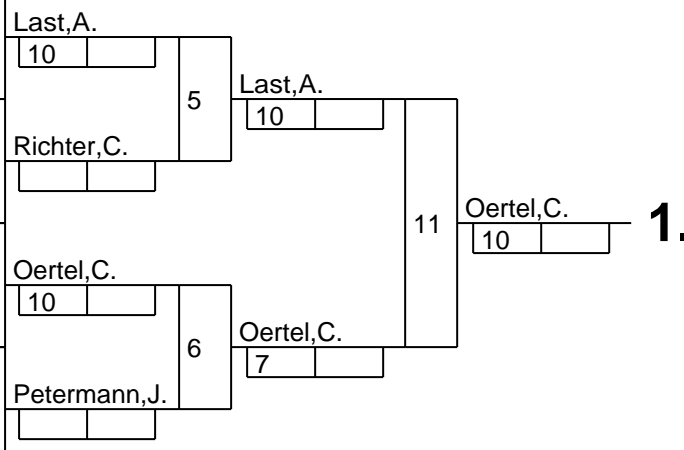 Last,A.
10
5
Last,A.
10
Richter,C.
11
Oertel,C.
1.
10
Oertel,C.
10
6
Oertel,C.
7
Petermann,J.